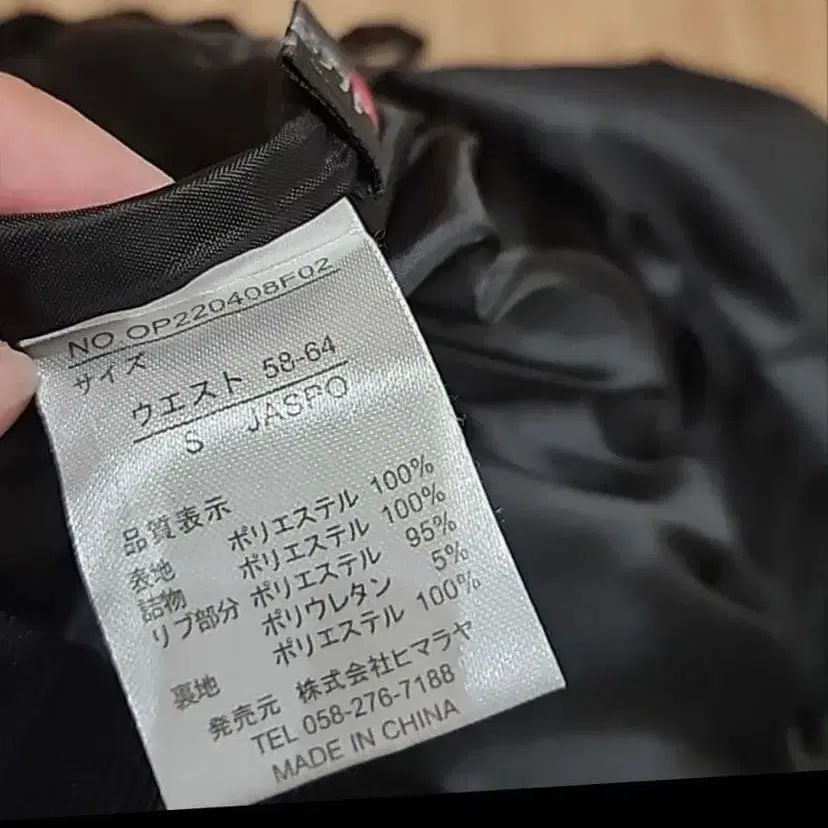 NO OP220408F02
サイズ
ウエスト 58-64
S JASPO
品質表示
表地 ポリエステル 100%
詰物 ポリエステル 100%
リブ部分 ポリエステル 95%
ポリウレタン 5%
裏地 ポリエステル 100%
発売元 株式会社ヒマラヤ
TEL 058-276-7188
MADE IN CHINA